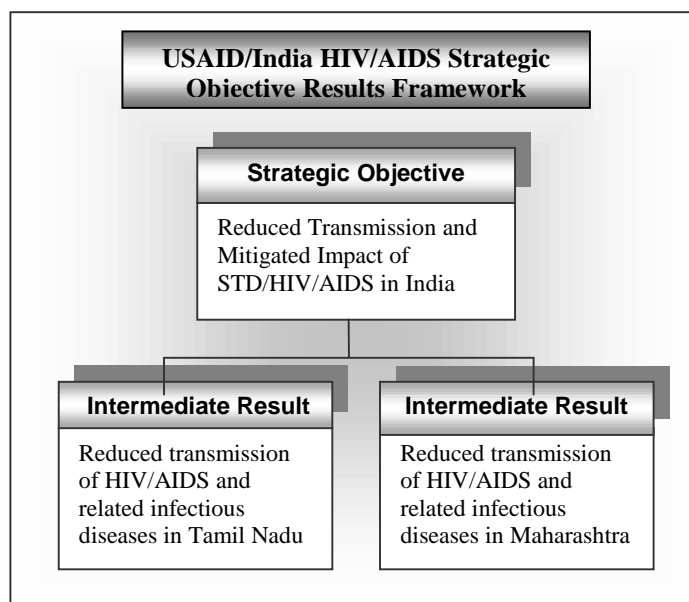 USAID/India HIV/AIDS Strategic
Objective Results Framework
Strategic Objective
Reduced Transmission and
Mitigated Impact of
STD/HIV/AIDS in India
Intermediate Result
Reduced transmission
of HIV/AIDS and
related infectious
diseases in Tamil Nadu
Intermediate Result
Reduced transmission
of HIV/AIDS and
related infectious
diseases in Maharashtra